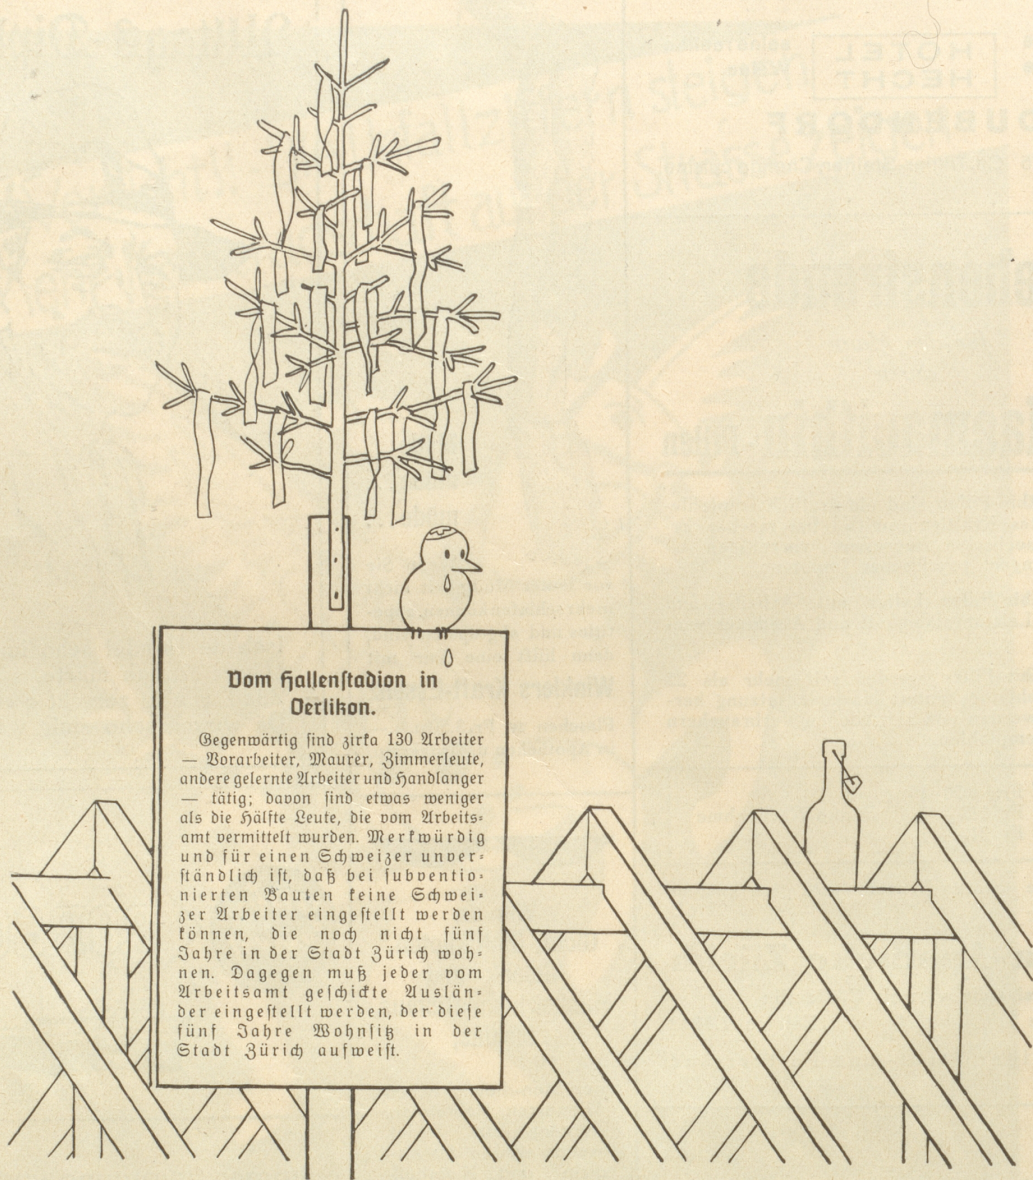 Vom Hallenſtadion in
Oerlikon.
Gegenwärtig ſind zirka 130 Arbeiter
— Vorarbeiter, Maurer, Zimmerleute,
andere gelernte Arbeiter und Handlanger
— tätig; davon ſind etwas weniger
als die Hälfte Leute, die vom Arbeits⸗
amt vermittelt wurden. Merkwürdig
und für einen Schweizer unver⸗
ſtändlich iſt, daß bei ſubventio⸗
nierten Bauten keine Schwei⸗
zer Arbeiter eingeſtellt werden
können, die noch nicht fünf
Jahre in der Stadt Zürich woh⸗
nen. Dagegen muß jeder vom
Arbeitsamt geſchickte Auslän⸗
der eingeſtellt werden, der dieſe
fünf Jahre Wohnſitz in der
Stadt Zürich aufweiſt.